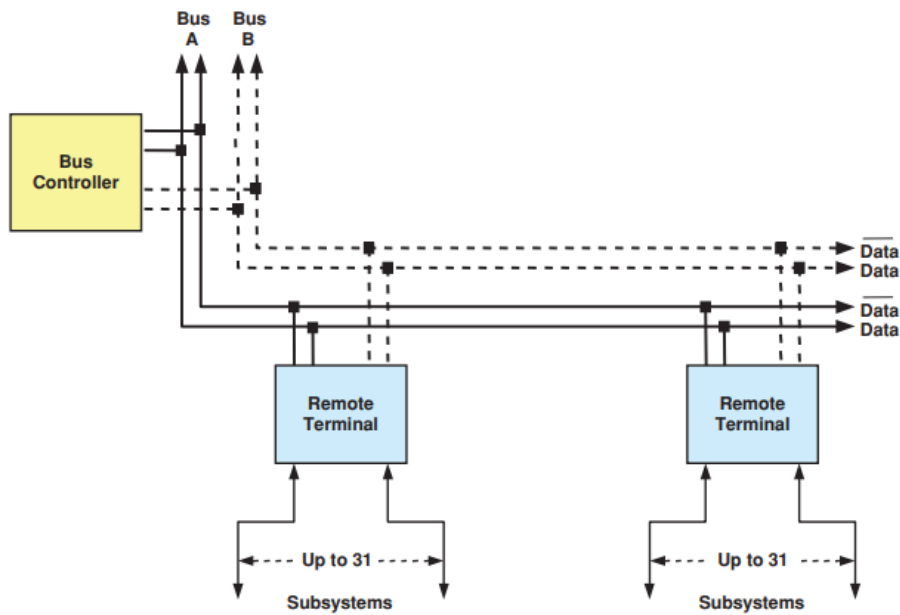 Bus
A
Bus
B
Bus
Controller
Data
Data
Data
Data
Remote
Terminal
Remote
Terminal
Up to 31
Up to 31
Subsystems
Subsystems